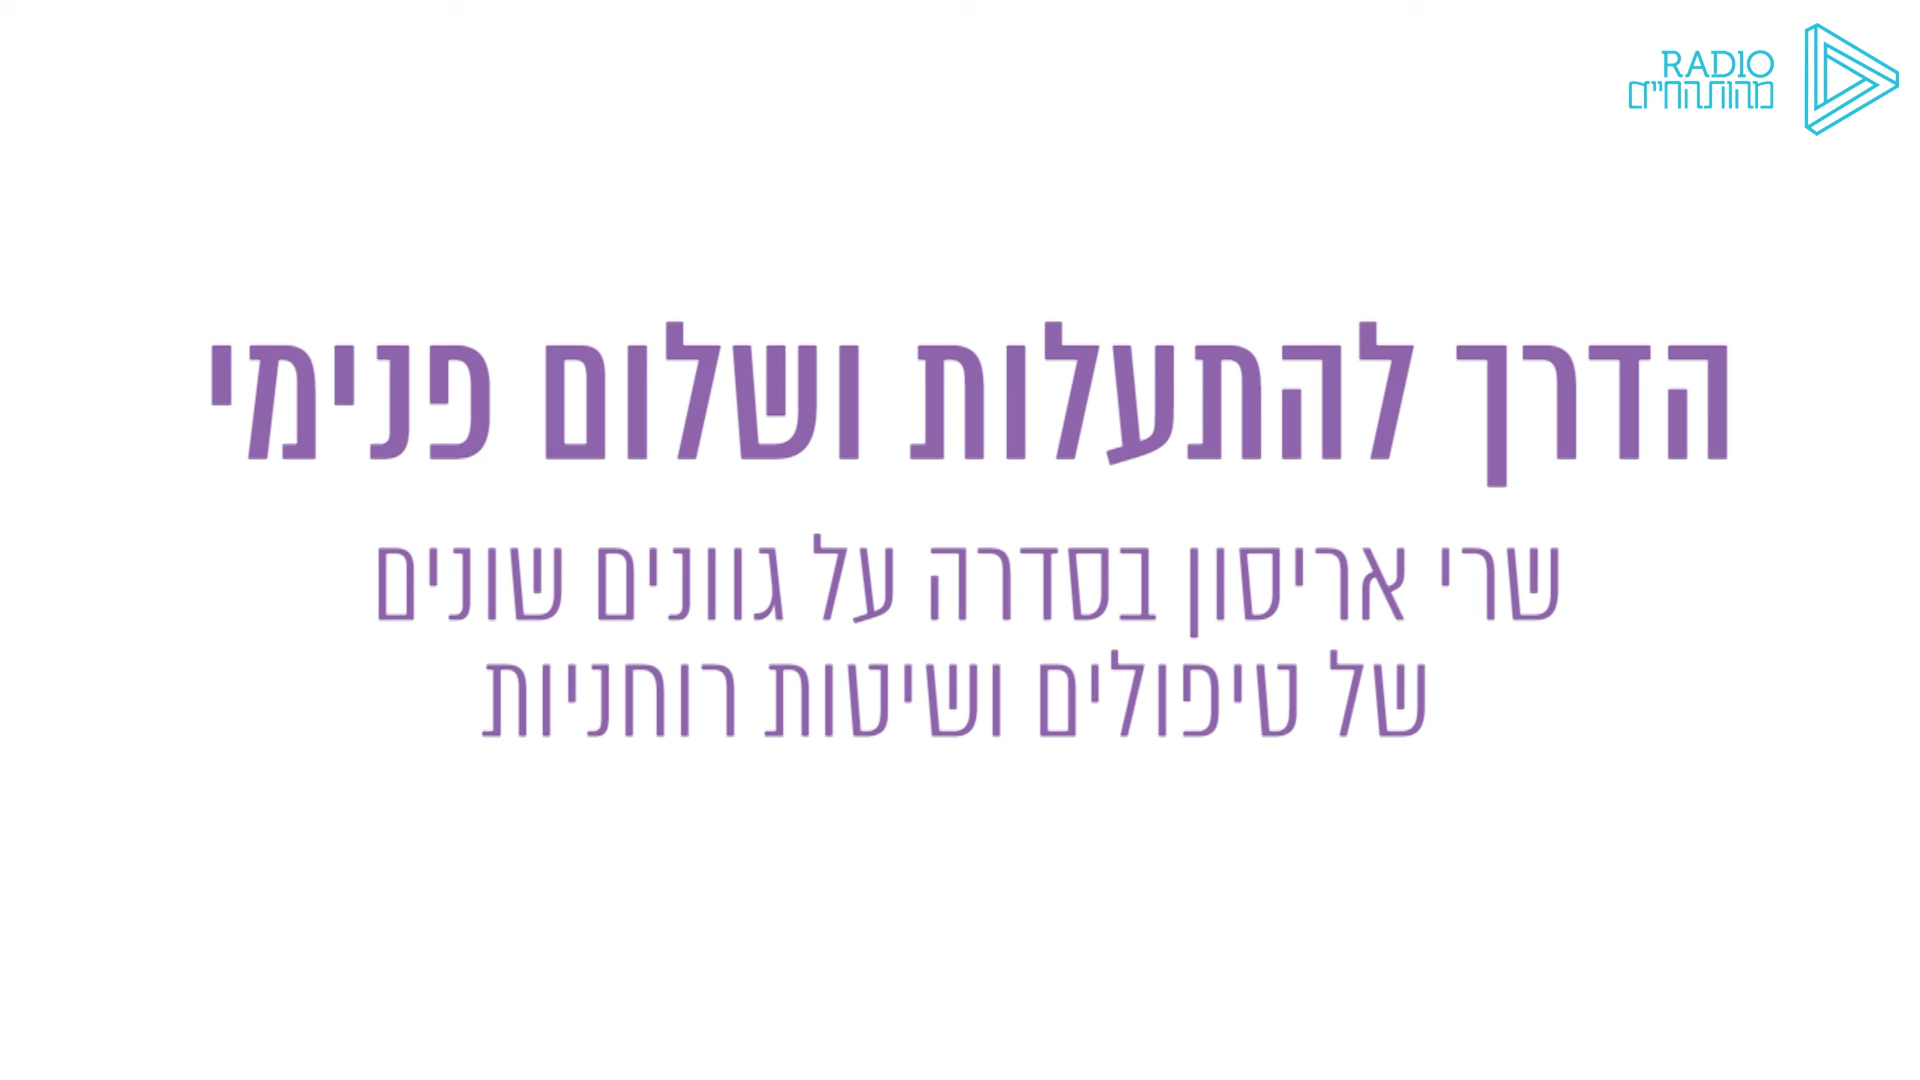 RADIO
מהותהחיים
הדרך להתעלות ושלום פנימי
שרי אריסון בסדרה על גוונים שונים
של טיפולים ושיטות רוחניות